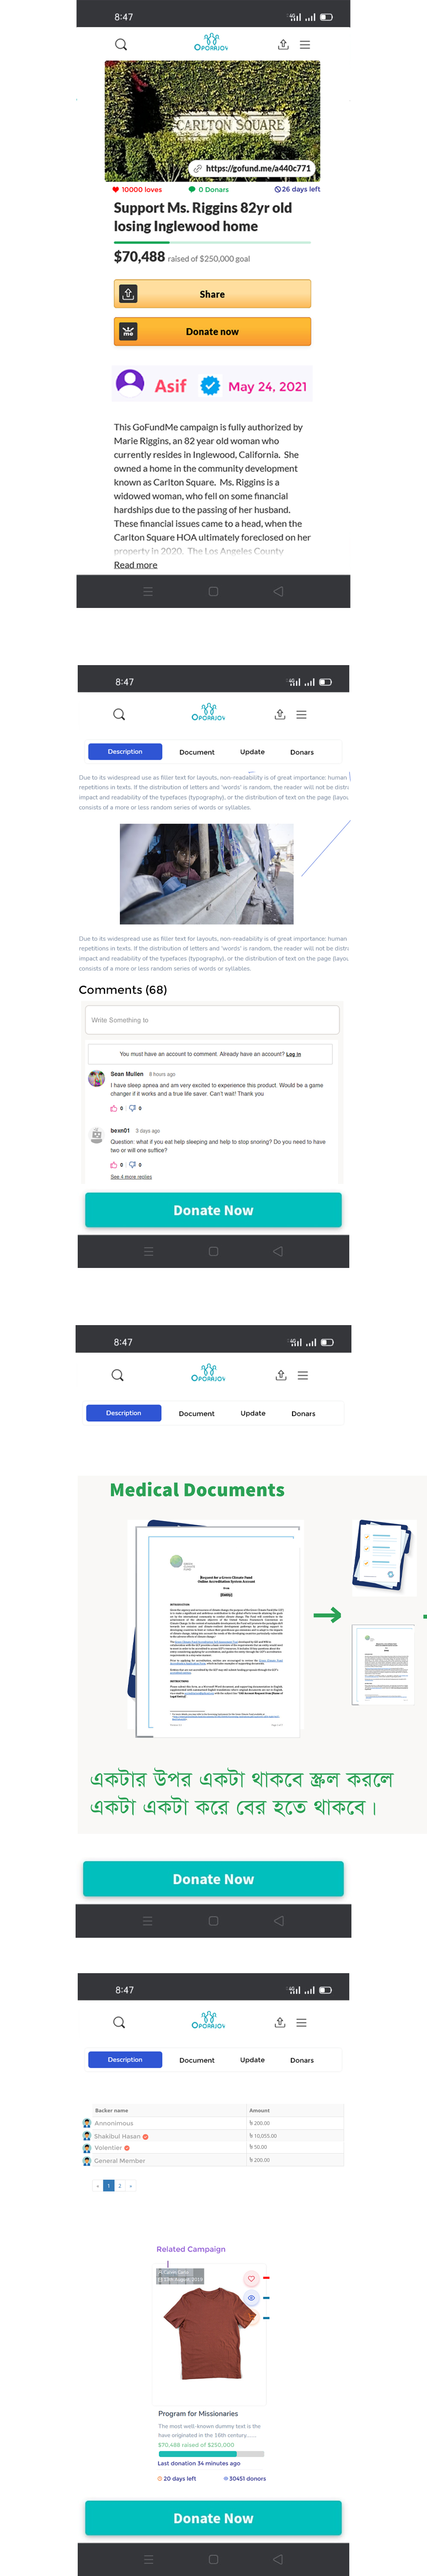 8:47
OPORAJOY
CARLTON SQUARE
https://gofund.me/a440c771
10000 loves
0 Donars
26 days left
Support Ms. Riggins 82yr old
losing Inglewood home
$70,488 raised of $250,000 goal
Share
me
Donate now
Asif
May 24, 2021
This GoFundMe campaign is fully authorized by
Marie Riggins, an 82 year old woman who
currently resides in Inglewood, California. She
owned a home in the community development
known as Carlton Square. Ms. Riggins is a
widowed woman, who fell on some financial
hardships due to the passing of her husband.
These financial issues came to a head, when the
Carlton Square HOA ultimately foreclosed on her
property in 2020. The Los Angeles County
Read more
8:47
OPORAJOY
Description
Document
Update
Donars
Due to its widespread use as filler text for layouts, non-readability is of great importance: human
repetitions in texts. If the distribution of letters and 'words' is random, the reader will not be distr
impact and readability of the typefaces (typography), or the distribution of text on the page (layou
consists of a more or less random series of words or syllables.
Due to its widespread use as filler text for layouts, non-readability is of great importance: human
repetitions in texts. If the distribution of letters and 'words' is random, the reader will not be distr
impact and readability of the typefaces (typography), or the distribution of text on the page (layou
consists of a more or less random series of words or syllables.
Comments (68)
Write Something to
You must have an account to comment. Already have an account? Log in
Sean Mullen 8 hours ago
I have sleep apnea and am very excited to experience this product. Would be a game
changer if it works and a true life saver. Can't wait! Thank you
0 0
bexn01 3 days ago
Question: what if you eat help sleeping and help to stop snoring? Do you need to have
two or will one suffice?
0 0
See 4 more replies
Donate Now
8:47
OPORAJOY
Description
Document
Update
Donars
Medical Documents
Request for a Green Climate Fund
Online Accreditation System Account
From
[Entity]
INTRODUCTION
একটার উপর একটা থাকবে স্ক্রল করলে
একটা একটা করে বের হতে থাকবে।
Donate Now
8:47
OPORAJOY
Description
Document
Update
Donars
Backer name
Amount
Annonimous
৳ 200.00
Shakibul Hasan
৳ 10,055.00
Volentier
৳ 50.00
General Member
৳ 200.00
« 1 2 »
Related Campaign
Program for Missionaries
The most well-known dummy text is the
have originated in the 16th century......
$70,488 raised of $250,000
Last donation 34 minutes ago
20 days left
30451 donors
Donate Now